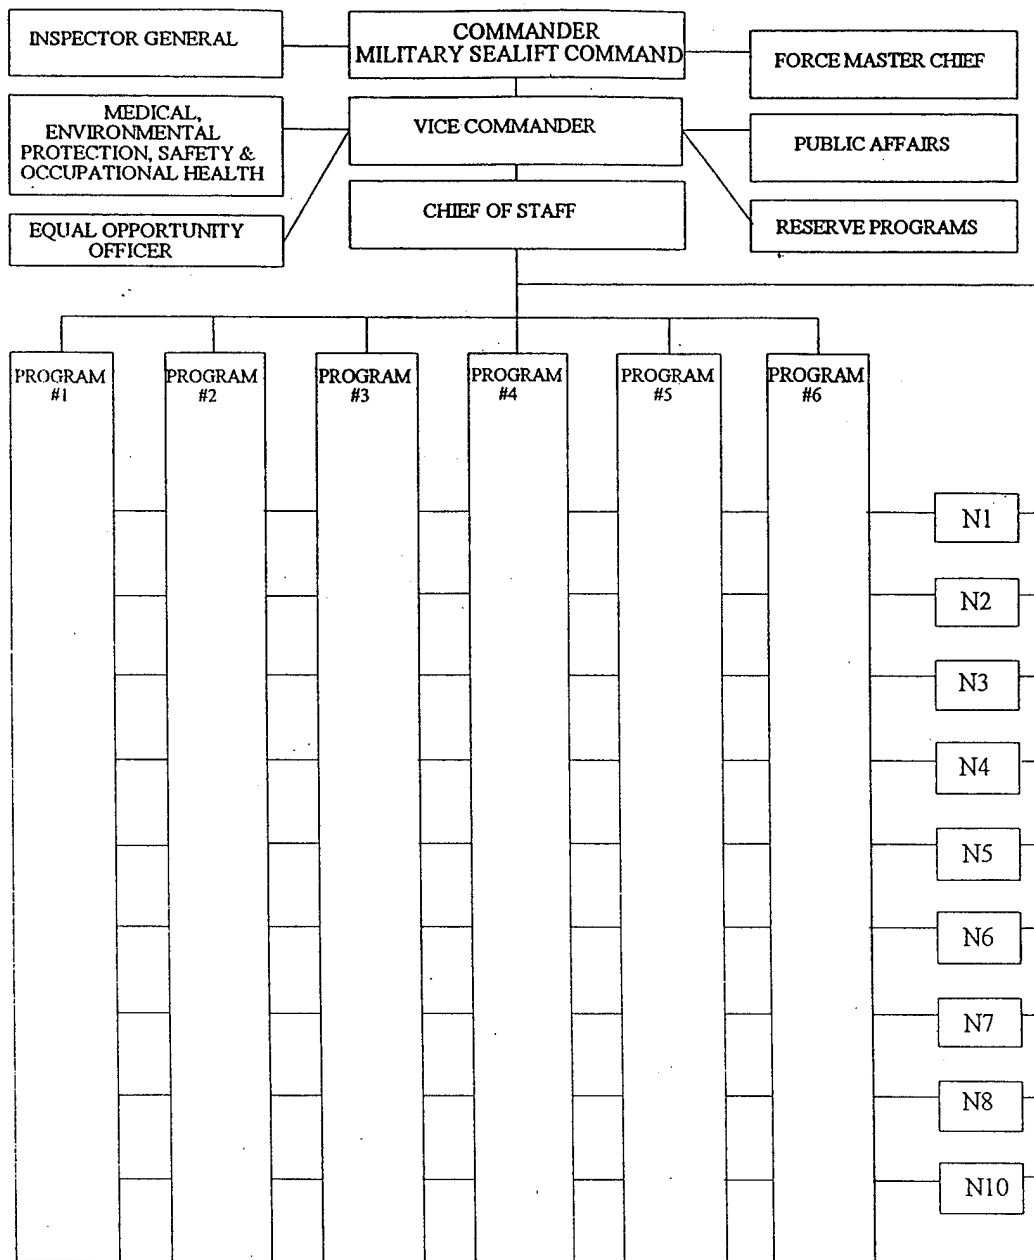 INSPECTOR GENERAL
COMMANDER
MILITARY SEALIFT COMMAND
FORCE MASTER CHIEF
MEDICAL,
ENVIRONMENTAL
PROTECTION, SAFETY &
OCCUPATIONAL HEALTH
VICE COMMANDER
PUBLIC AFFAIRS
EQUAL OPPORTUNITY
OFFICER
CHIEF OF STAFF
RESERVE PROGRAMS
PROGRAM
#1
PROGRAM
#2
PROGRAM
#3
PROGRAM
#4
PROGRAM
#5
PROGRAM
#6
N1
N2
N3
N4
N5
N6
N7
N8
N10